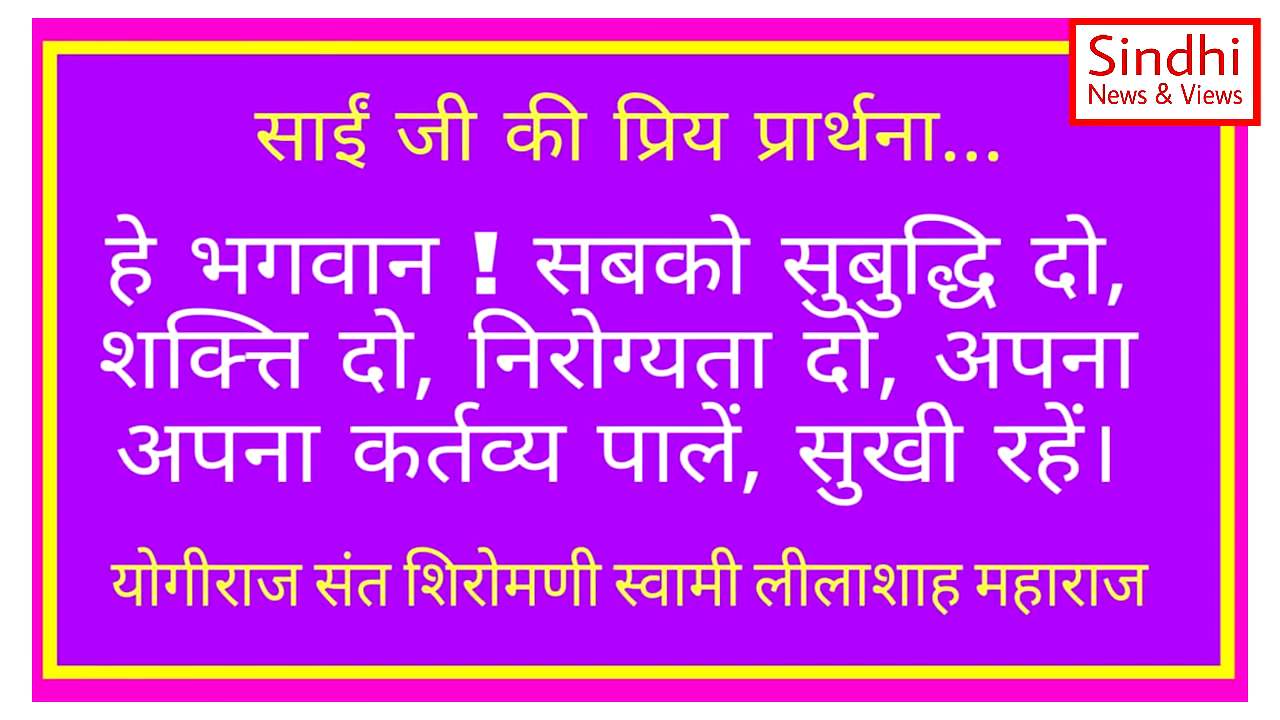 Sindhi
News & Views
साईं जी की प्रिय प्रार्थना...
हे भगवान ! सबको सुबुद्धि दो,
शक्ति दो, निरोग्यता दो, अपना
अपना कर्तव्य पालें, सुखी रहें।
योगीराज संत शिरोमणी स्वामी लीलाशाह महाराज